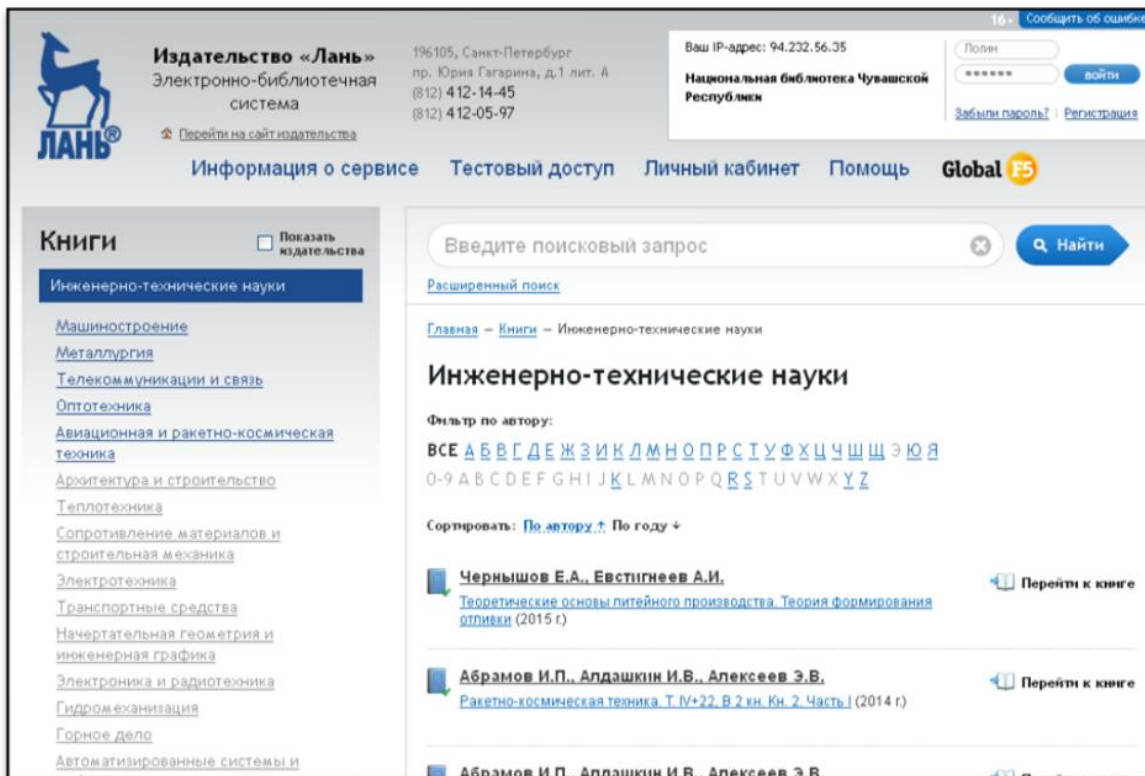 16+ Сообщить об ошибке
ЛАНЬ®
Издательство «Лань»
Электронно-библиотечная
система
Перейти на сайт издательства
196105, Санкт-Петербург
пр. Юрия Гагарина, д.1 лит. А
(812) 412-14-45
(812) 412-05-97
Ваш IP-адрес: 94.232.56.35
Национальная библиотека Чувашской
Республики
Логин
войти
Забыли пароль? | Регистрация
Информация о сервисе Тестовый доступ Личный кабинет Помощь Global F5
Книги
Показать
издательства
Инженерно-технические науки
Машиностроение
Металлургия
Телекоммуникации и связь
Оптотехника
Авиационная и ракетно-космическая
техника
Архитектура и строительство
Теплотехника
Сопротивление материалов и
строительная механика
Электротехника
Транспортные средства
Начертательная геометрия и
инженерная графика
Электроника и радиотехника
Гидромеханизация
Горное дело
Автоматизированные системы и
Введите поисковый запрос
Найти
Расширенный поиск
Главная – Книги – Инженерно-технические науки
Инженерно-технические науки
Фильтр по автору:
ВСЕ А Б В Г Д Е Ж З И К Л М Н О П Р С Т У Ф Х Ц Ч Ш Щ Э Ю Я
0-9 A B C D E F G H I J K L M N O P Q R S T U V W X Y Z
Сортировать: По автору ↑ По году ↓
Чернышов Е.А., Евстигнеев А.И.
Теоретические основы литейного производства. Теория формирования
отливки (2015 г.)
Перейти к книге
Абрамов И.П., Алдашкин И.В., Алексеев Э.В.
Ракетно-космическая техника. Т. IV+22, В 2 кн. Кн. 2. Часть I (2014 г.)
Перейти к книге
Абрамов И.П., Алдашкин И.В., Алексеев Э.В.